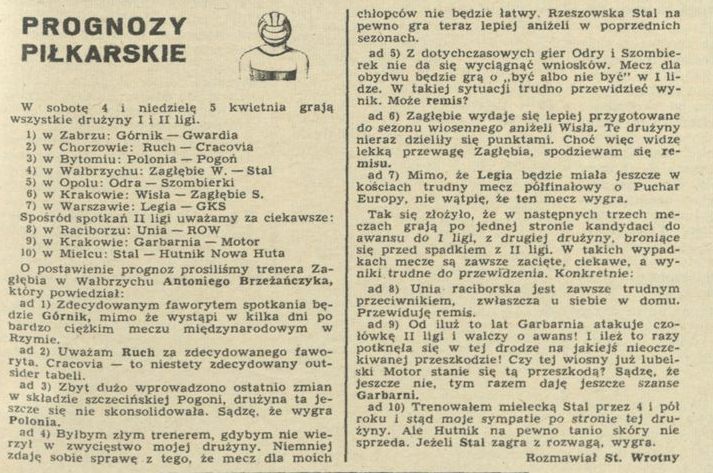 PROGNOZY
PIŁKARSKIE
W sobotę 4 i niedzielę 5 kwietnia grają
wszystkie drużyny I i II ligi.
1) w Zabrzu: Górnik — Gwardia
2) w Chorzowie: Ruch — Cracovia
3) w Bytomiu: Polonia — Pogoń
4) w Wałbrzychu: Zagłębie W. — Stal
5) w Opolu: Odra — Szombierki
6) w Krakowie: Wisła — Zagłębie S.
7) w Warszawie: Legia — GKS
Spośród spotkań II ligi uważamy za ciekawsze:
8) w Raciborzu: Unia — ROW
9) w Krakowie: Garbarnia — Motor
10) w Mielcu: Stal — Hutnik Nowa Huta
O postawienie prognoz prosiliśmy trenera Za-
głębia w Wałbrzychu Antoniego Brzeżańczyka,
który powiedział:
ad 1) Zdecydowanym faworytem spotkania bę-
dzie Górnik, mimo że wystąpi w kilka dni po
bardzo ciężkim meczu międzynarodowym w
Rzymie.
ad 2) Uważam Ruch za zdecydowanego fawo-
ryta. Cracovia — to niestety zdecydowany out-
sider tabeli.
ad 3) Zbyt dużo wprowadzono ostatnio zmian
w składzie szczecińskiej Pogoni, drużyna ta je-
szcze się nie skonsolidowała. Sądzę, że wygra
Polonia.
ad 4) Byłbym złym trenerem, gdybym nie wie-
rzył w zwycięstwo mojej drużyny. Niemniej
zdaję sobie sprawę z tego, że mecz dla moich
chłopców nie będzie łatwy. Rzeszowska Stal na
pewno gra teraz lepiej aniżeli w poprzednich
sezonach.
ad 5) Z dotychczasowych gier Odry i Szombie-
rek nie da się wyciągnąć wniosków. Mecz dla
obydwu będzie grą o „być albo nie być" w I li-
dze. W takiej sytuacji trudno przewidzieć wy-
nik. Może remis?
ad 6) Zagłębie wydaje się lepiej przygotowane
do sezonu wiosennego aniżeli Wisła. Te drużyny
nieraz dzieliły się punktami. Choć więc widzę
lekką przewagę Zagłębia, spodziewam się re-
misu.
ad 7) Mimo, że Legia będzie miała jeszcze w
kościach trudny mecz półfinałowy o Puchar
Europy, nie wątpię, że ten mecz wygra.
Tak się złożyło, że w następnych trzech me-
czach grają po jednej stronie kandydaci do
awansu do I ligi, z drugiej drużyny, broniące
się przed spadkiem z II ligi. W takich wypad-
kach mecze są zawsze zacięte, ciekawe, a wy-
niki trudne do przewidzenia. Konkretnie:
ad 8) Unia raciborska jest zawsze trudnym
przeciwnikiem, zwłaszcza u siebie w domu.
Przewiduję remis.
ad 9) Od iluż to lat Garbarnia atakuje czo-
łówkę II ligi i walczy o awans! I ileż to razy
potknęła się w tej drodze na jakiejś nieocze-
kiwanej przeszkodzie! Czy tej wiosny już lubel-
ski Motor stanie się tą przeszkodą? Sądzę, że
jeszcze nie, tym razem daję jeszcze szanse
Garbarni.
ad 10) Trenowałem mielecką Stal przez 4 i pół
roku i stąd moje sympatie po stronie tej dru-
żyny. Ale Hutnik na pewno tanio skóry nie
sprzeda. Jeżeli Stal zagra z rozwagą, wygra.
Rozmawiał St. Wrotny